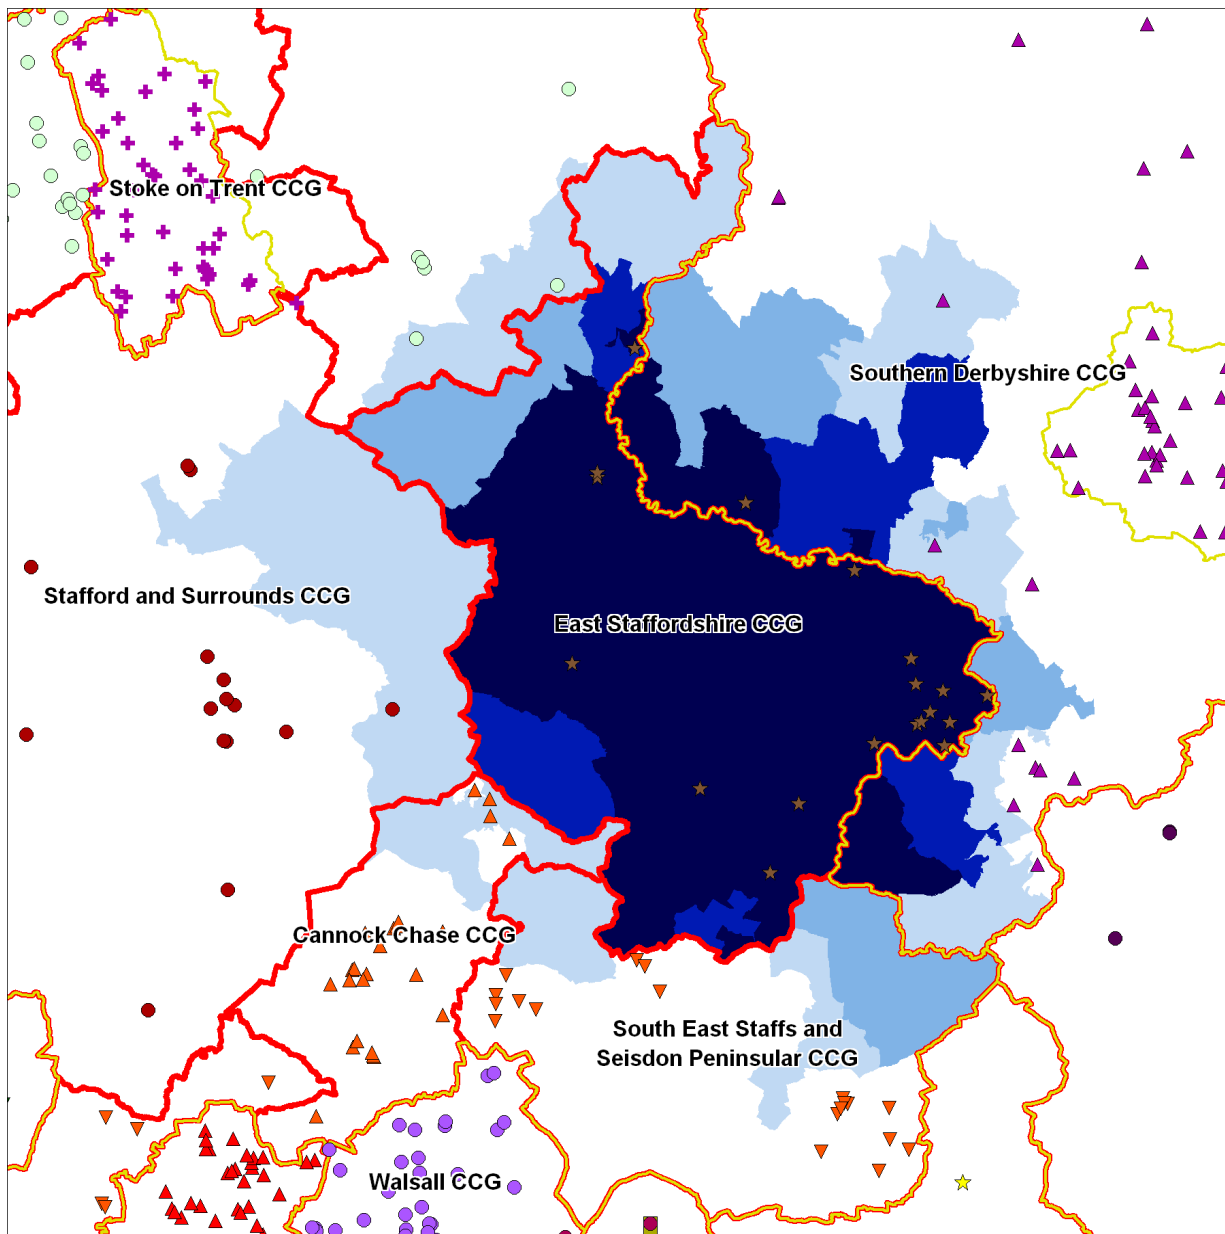 Stoke on Trent CCG
Southern Derbyshire CCG
Stafford and Surrounds CCG
East Staffordshire CCG
Cannock Chase CCG
South East Staffs and
Seisdon Peninsular CCG
Walsall CCG